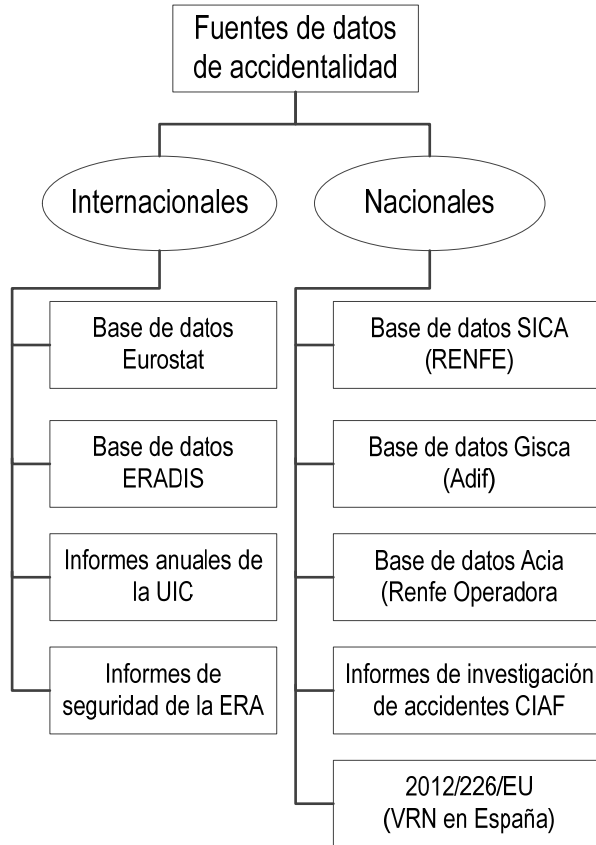 Fuentes de datos
de accidentalidad
Internacionales
Nacionales
Base de datos
Eurostat
Base de datos
ERADIS
Informes anuales de
la UIC
Informes de
seguridad de la ERA
Base de datos SICA
(RENFE)
Base de datos Gisca
(Adif)
Base de datos Acia
(Renfe Operadora
Informes de investigación
de accidentes CIAF
2012/226/EU
(VRN en España)